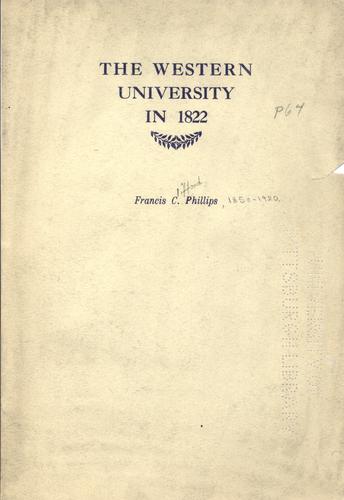 THE WESTERN
UNIVERSITY
IN 1822
P64
Francis C. Phillips, 1850-1920.